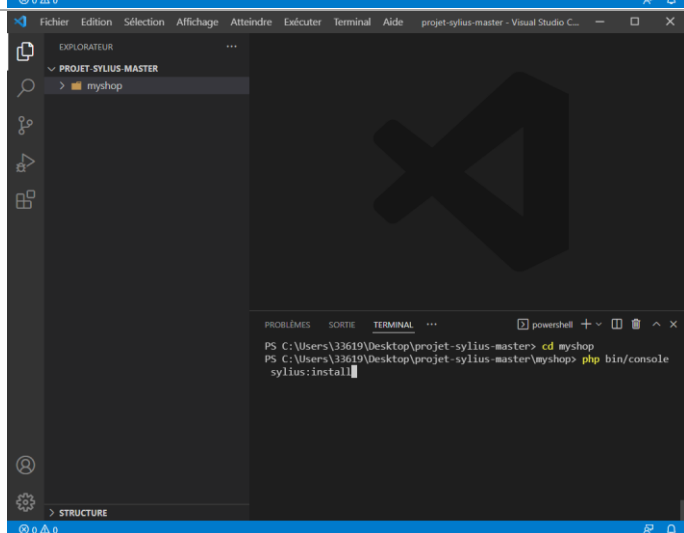 Fichier Edition Sélection Affichage Atteindre Exécuter Terminal Aide projet-sylius-master - Visual Studio C...
EXPLORATEUR ...
PROJET-SYLIUS-MASTER
myshop
PROBLÈMES SORTIE TERMINAL ... powershell
PS C:\Users\33619\Desktop\projet-sylius-master> cd myshop
PS C:\Users\33619\Desktop\projet-sylius-master\myshop> php bin/console
sylius:install
STRUCTURE
0 0